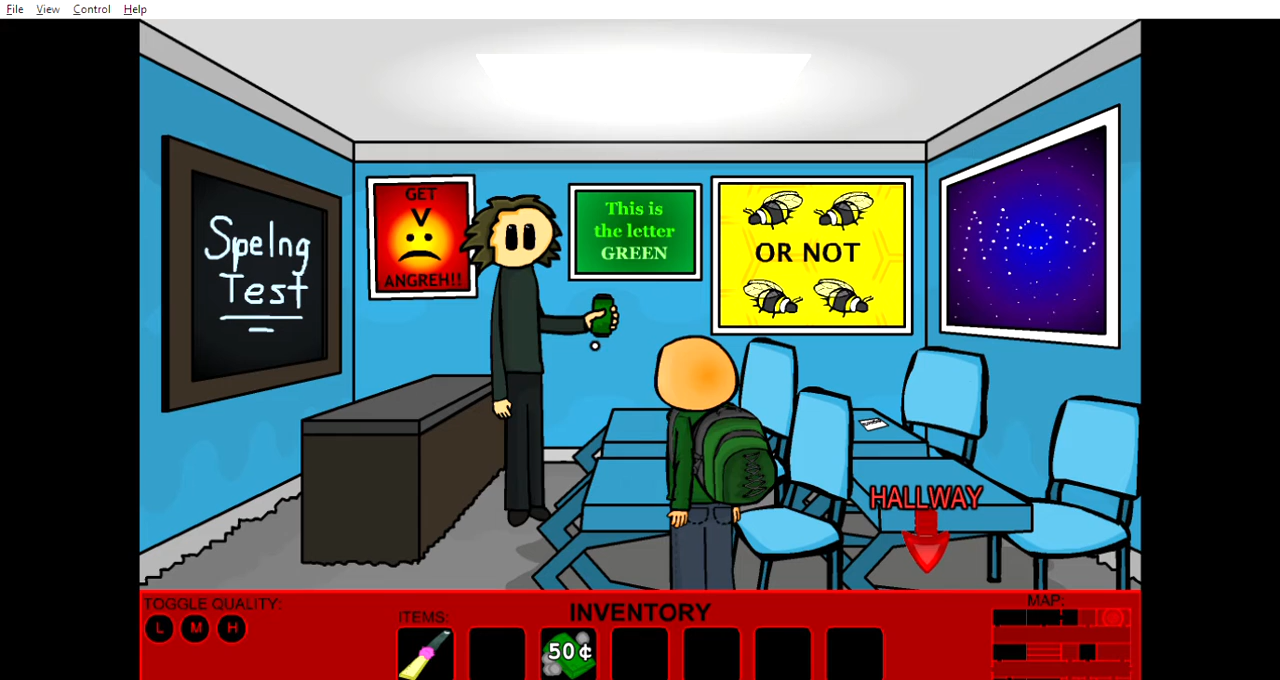 File View Control Help
Spelng
Test
GET
ANGREH!!
This is
the letter
GREEN
OR NOT
HALLWAY
TOGGLE QUALITY:
L M H
ITEMS:
INVENTORY
50¢
MAP: